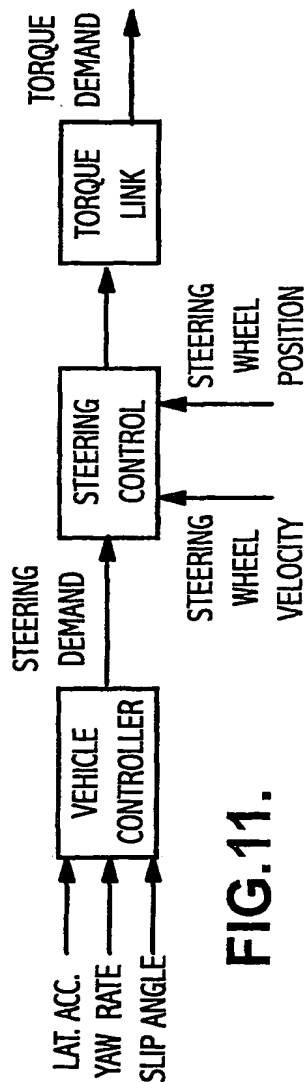 LAT. ACC.
YAW RATE
SLIP ANGLE
VEHICLE
CONTROLLER
STEERING
DEMAND
STEERING
CONTROL
STEERING
WHEEL
VELOCITY
STEERING
WHEEL
POSITION
TORQUE
LINK
TORQUE
DEMAND
FIG.11.